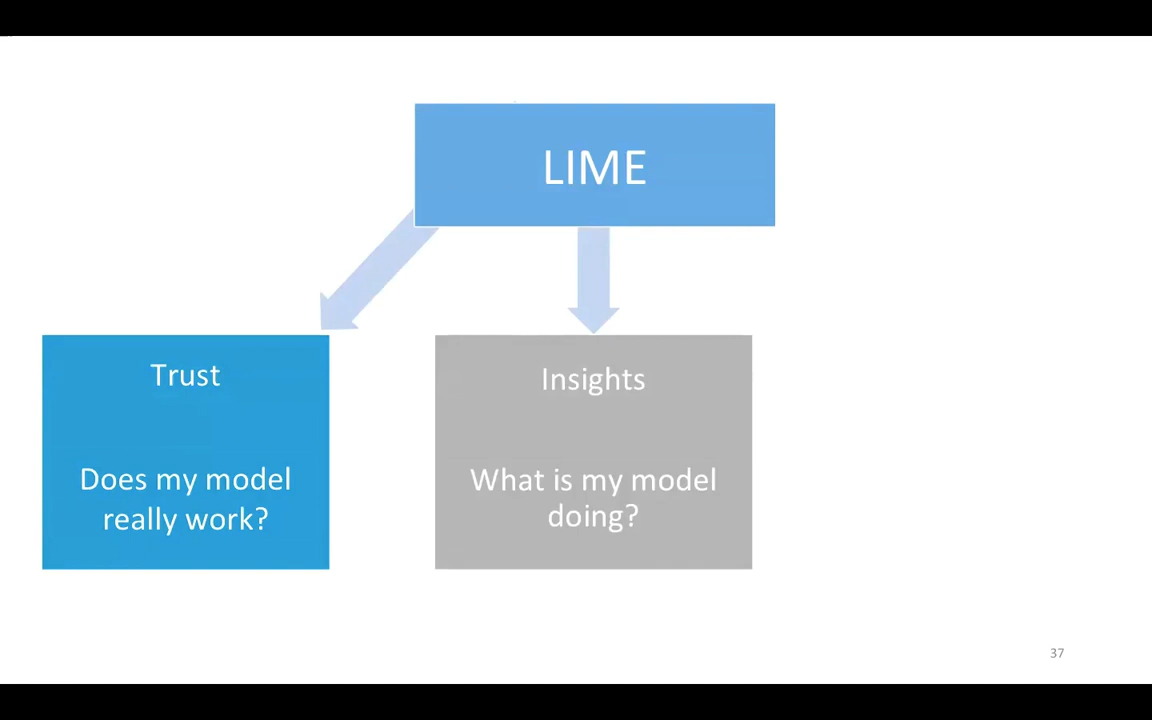 LIME
Trust
Does my model
really work?
Insights
What is my model
doing?
37